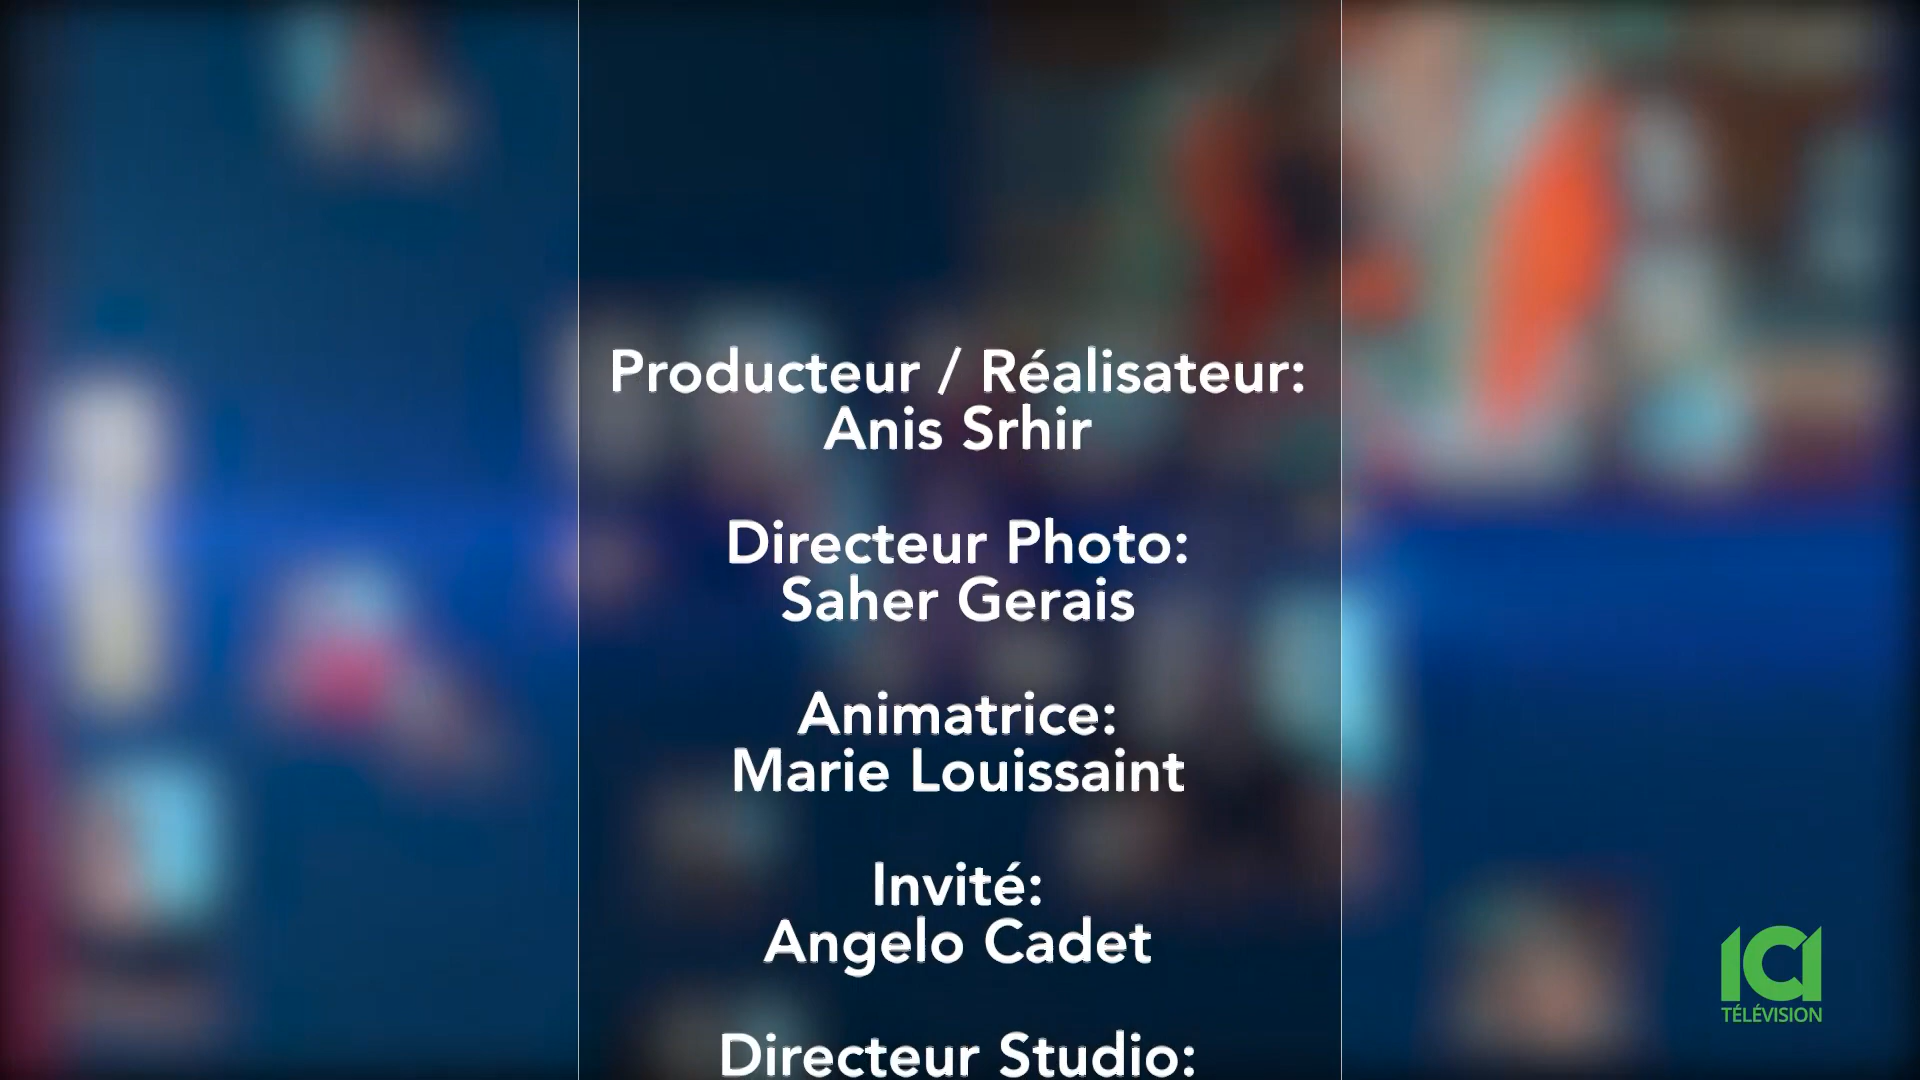 Producteur / Réalisateur:
Anis Srhir
Directeur Photo:
Saher Gerais
Animatrice:
Marie Louissaint
Invité:
Angelo Cadet
Directeur Studio:
ICI
TÉLÉVISION